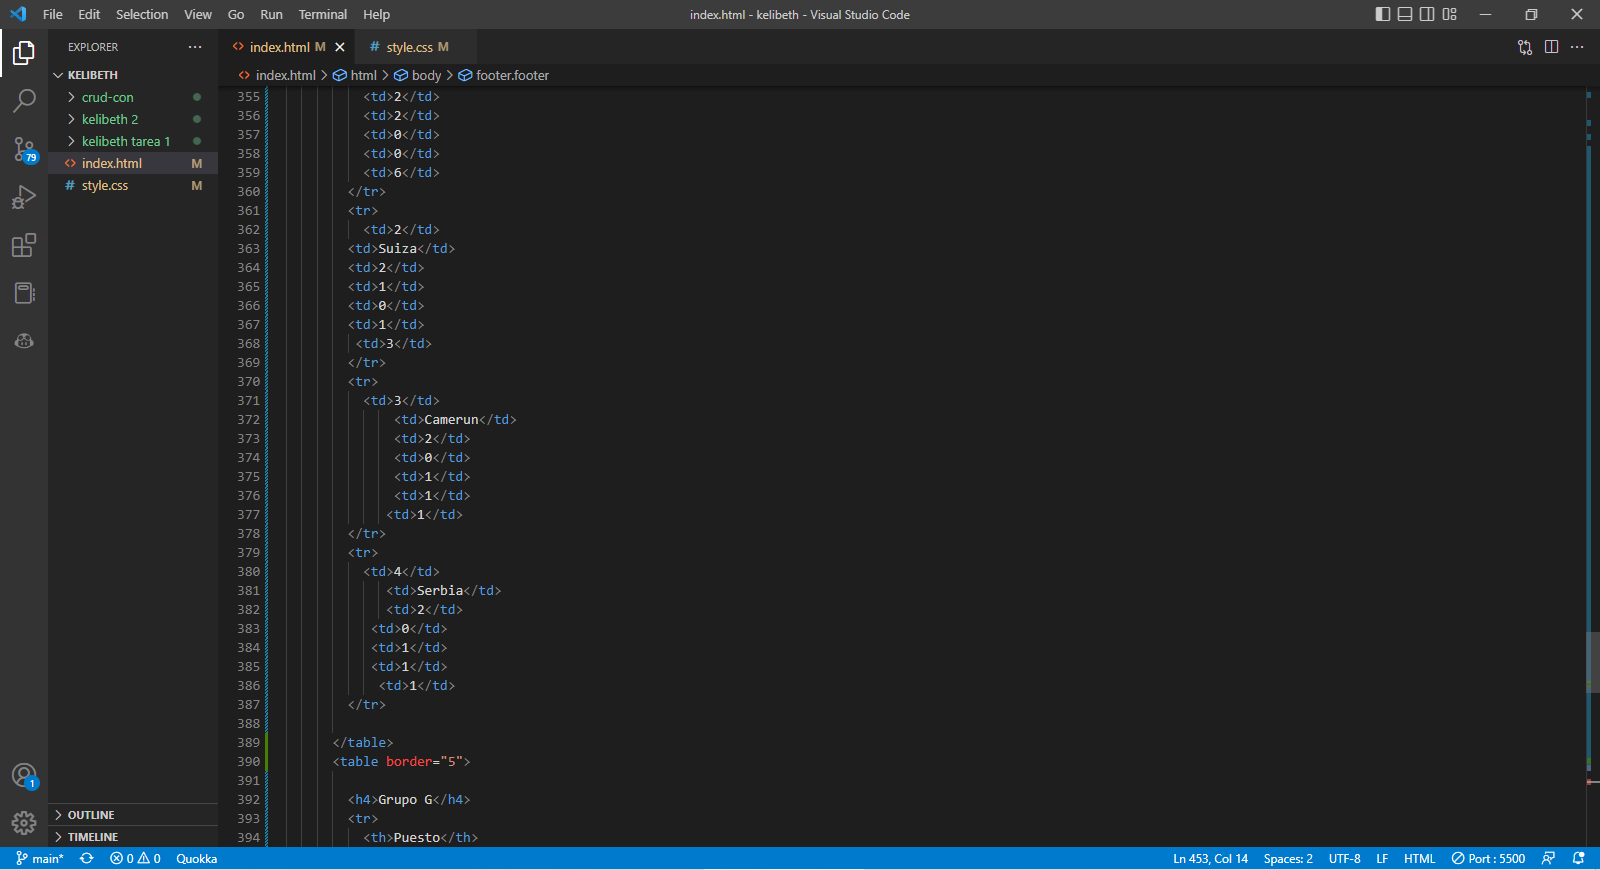 File Edit Selection View Go Run Terminal Help
index.html - kelibeth - Visual Studio Code
EXPLORER
KELIBETH
crud-con
kelibeth 2
kelibeth tarea 1
index.html M
style.css M
OUTLINE
TIMELINE
79
1
index.html M
style.css M
index.html > html > body > footer.footer
355 <td>2</td>
356 <td>2</td>
357 <td>0</td>
358 <td>0</td>
359 <td>6</td>
360 </tr>
361 <tr>
362 <td>2</td>
363 <td>Suiza</td>
364 <td>2</td>
365 <td>1</td>
366 <td>0</td>
367 <td>1</td>
368 <td>3</td>
369 </tr>
370 <tr>
371 <td>3</td>
372 <td>Camerun</td>
373 <td>2</td>
374 <td>0</td>
375 <td>1</td>
376 <td>1</td>
377 <td>1</td>
378 </tr>
379 <tr>
380 <td>4</td>
381 <td>Serbia</td>
382 <td>2</td>
383 <td>0</td>
384 <td>1</td>
385 <td>1</td>
386 <td>1</td>
387 </tr>
388
389 </table>
390 <table border="5">
391
392 <h4>Grupo G</h4>
393 <tr>
394 <th>Puesto</th>
main* 0 0 Quokka
Ln 453, Col 14 Spaces: 2 UTF-8 LF HTML Port : 5500